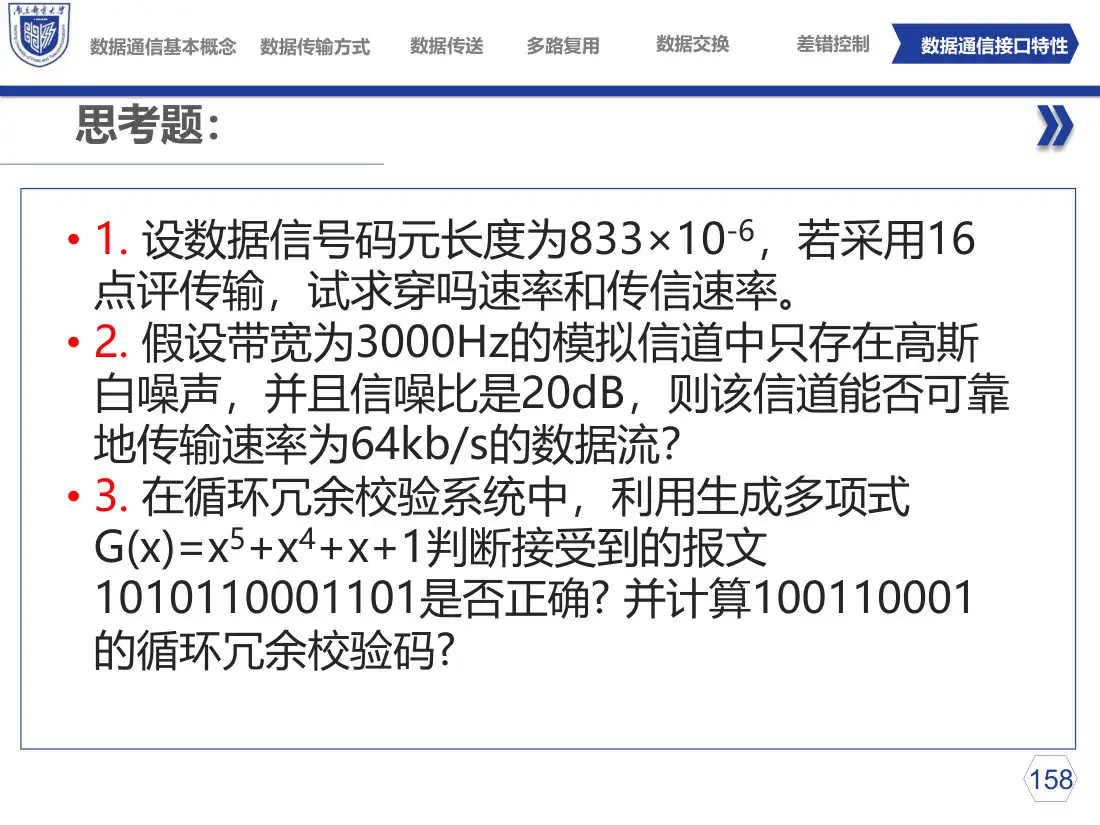 南京邮电大学
数据通信基本概念 数据传输方式 数据传送 多路复用 数据交换 差错控制 数据通信接口特性
思考题：
• 1. 设数据信号码元长度为833×10⁻⁶，若采用16
点评传输，试求穿吗速率和传信速率。
• 2. 假设带宽为3000Hz的模拟信道中只存在高斯
白噪声，并且信噪比是20dB，则该信道能否可靠
地传输速率为64kb/s的数据流？
• 3. 在循环冗余校验系统中，利用生成多项式
G(x)=x⁵+x⁴+x+1判断接受到的报文
1010110001101是否正确？并计算100110001
的循环冗余校验码？
158